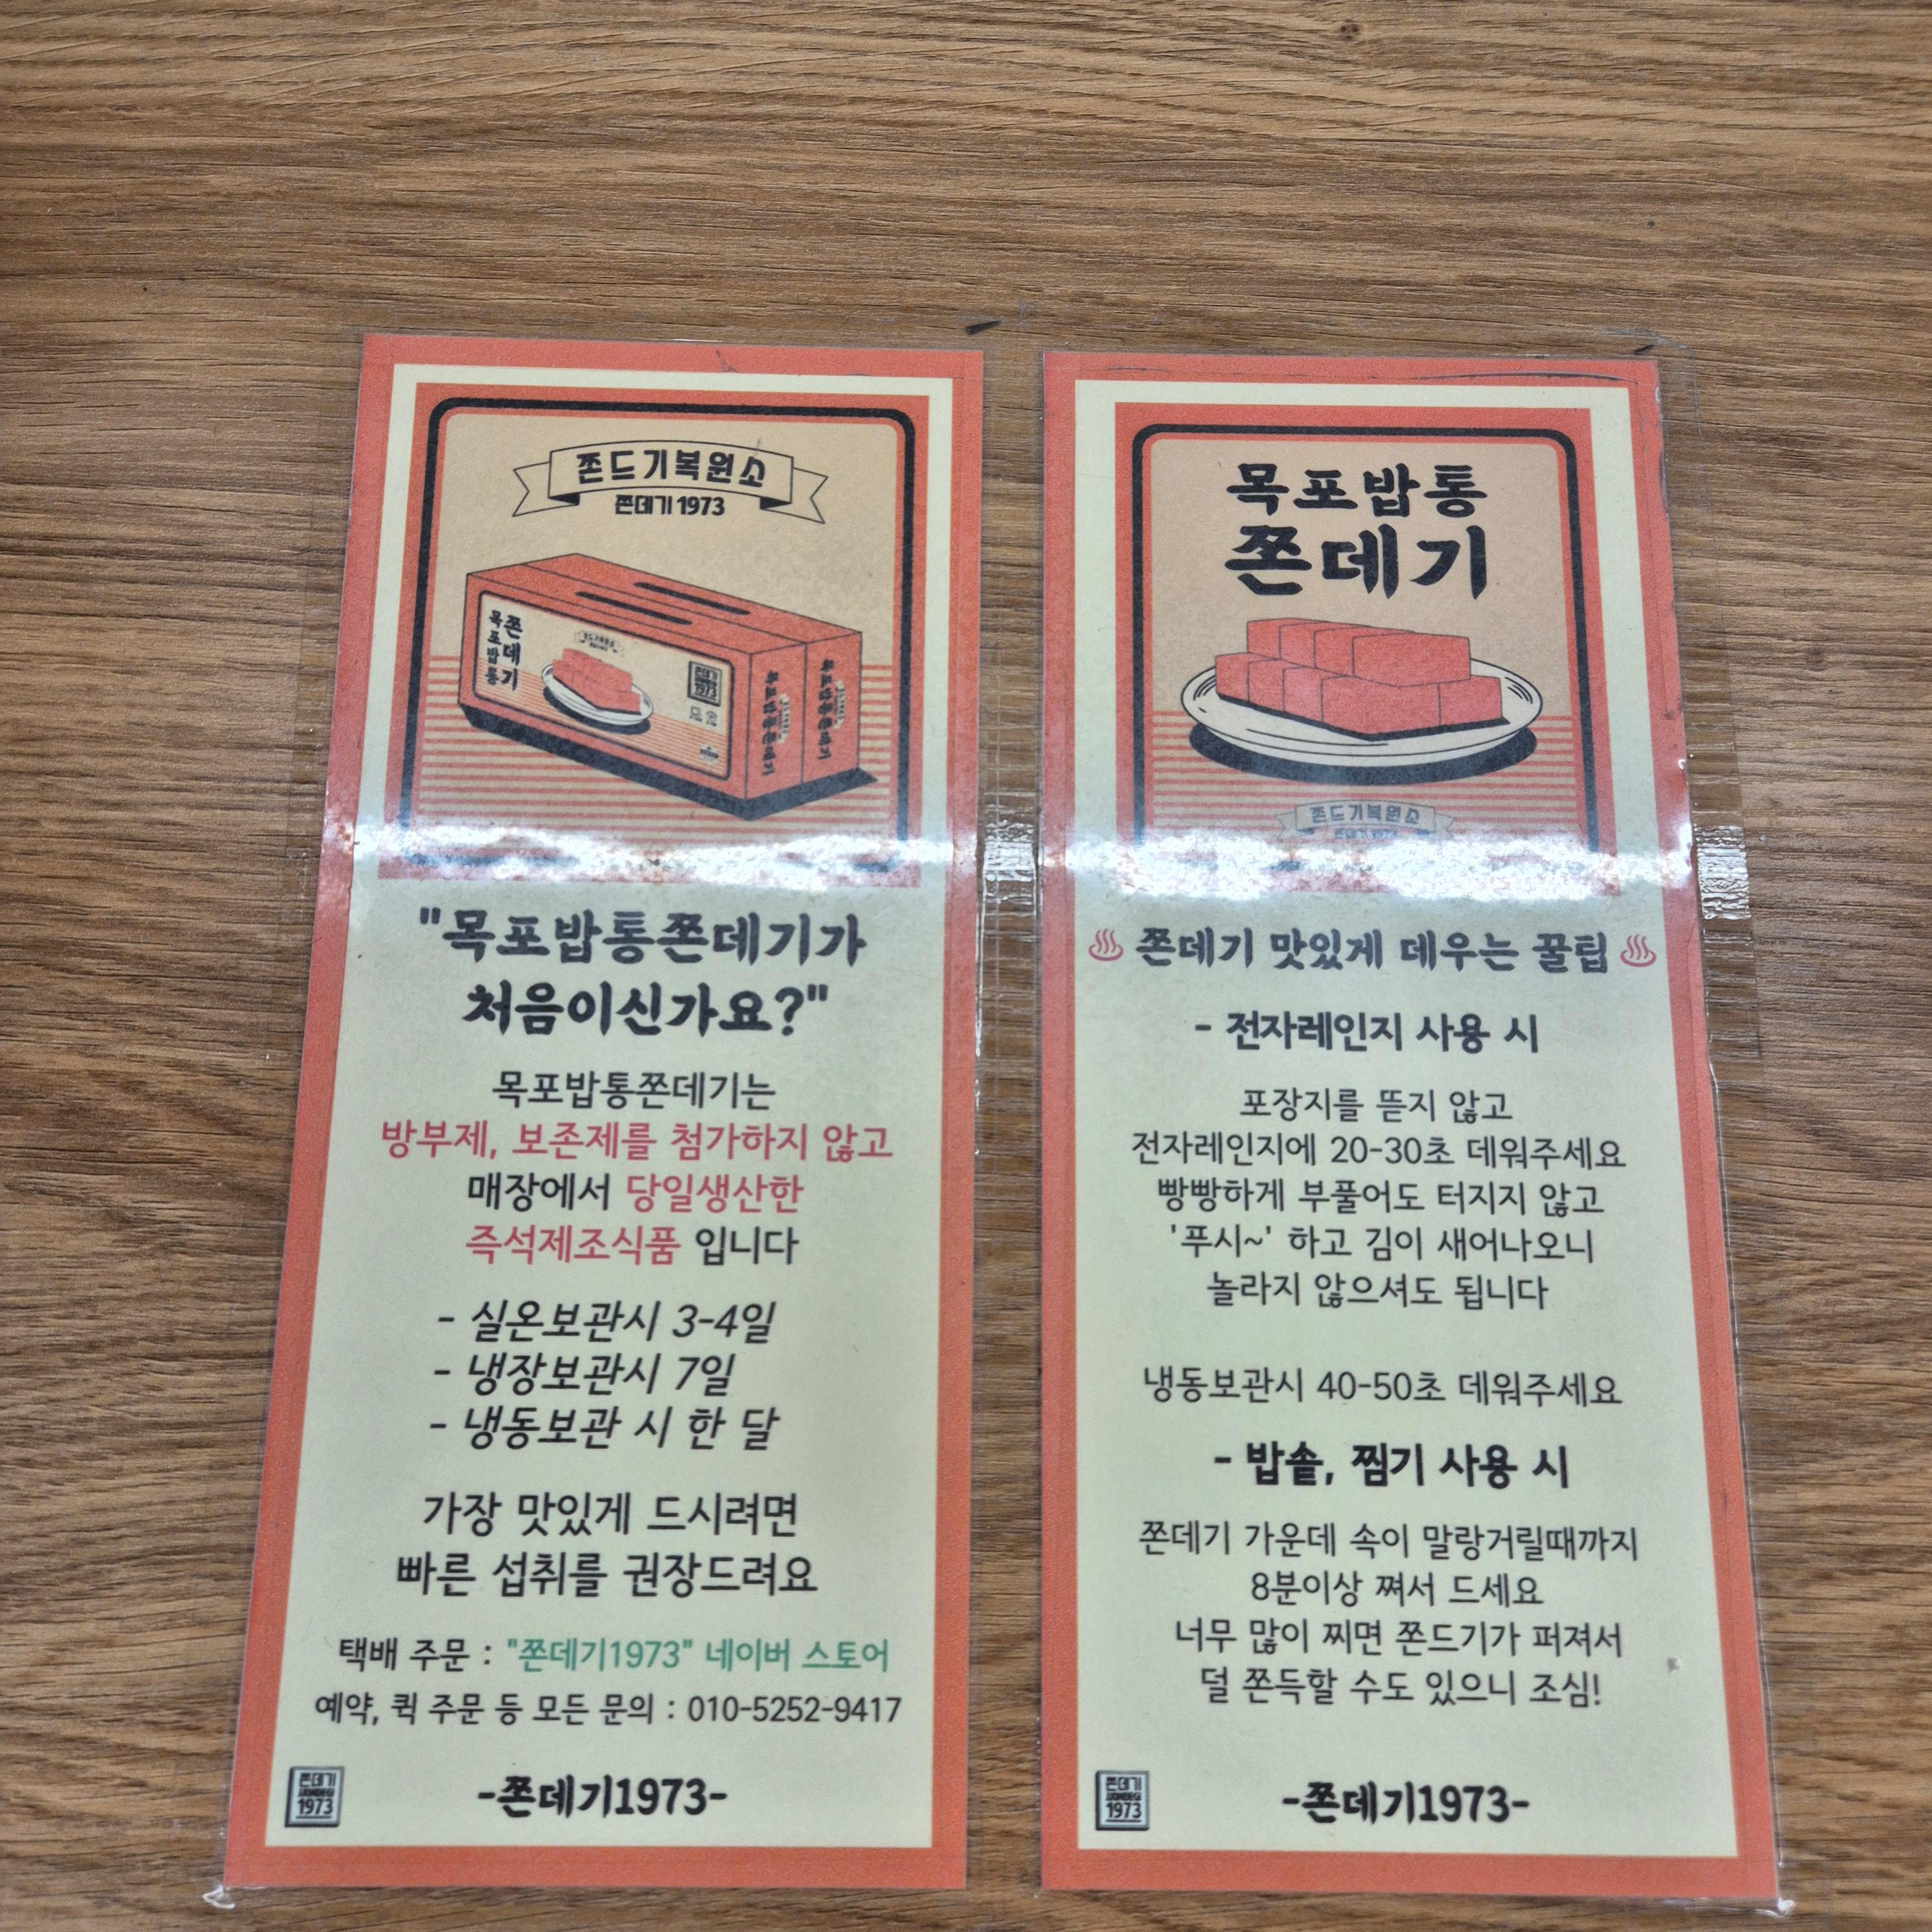 쫀드기복원소
쫀데기 1973
목포밥통
쫀데기
"목포밥통쫀데기가
처음이신가요?"
목포밥통쫀데기는
방부제, 보존제를 첨가하지 않고
매장에서 당일생산한
즉석제조식품 입니다
- 실온보관시 3-4일
- 냉장보관시 7일
- 냉동보관 시 한 달
가장 맛있게 드시려면
빠른 섭취를 권장드려요
택배 주문 : "쫀데기1973" 네이버 스토어
예약, 퀵 주문 등 모든 문의 : 010-5252-9417
쫀데기
1973
-쫀데기1973-
목포밥통
쫀데기
쫀드기복원소
♨ 쫀데기 맛있게 데우는 꿀팁 ♨
- 전자레인지 사용 시
포장지를 뜯지 않고
전자레인지에 20-30초 데워주세요
빵빵하게 부풀어도 터지지 않고
'푸시~' 하고 김이 새어나오니
놀라지 않으셔도 됩니다
냉동보관시 40-50초 데워주세요
- 밥솥, 찜기 사용 시
쫀데기 가운데 속이 말랑거릴때까지
8분이상 쪄서 드세요
너무 많이 찌면 쫀드기가 퍼져서
덜 쫀득할 수도 있으니 조심!
쫀데기
1973
-쫀데기1973-